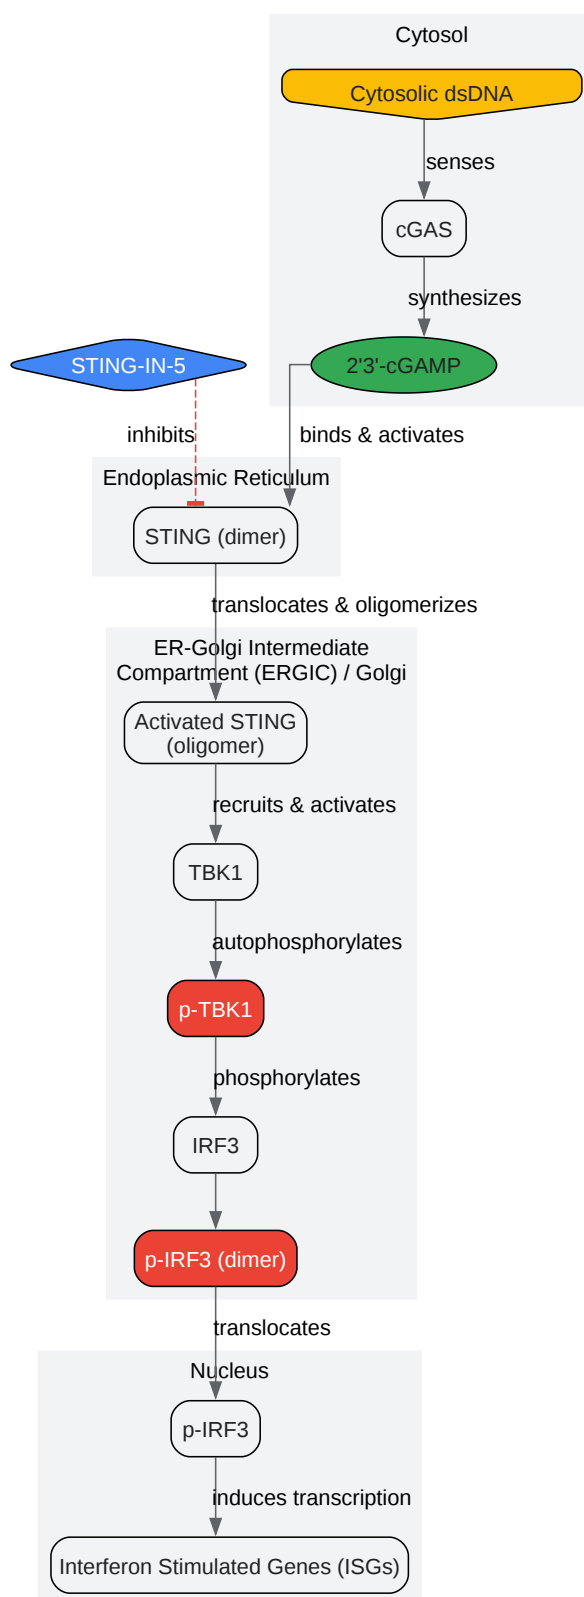 Cytosol
Cytosolic dsDNA
senses
cGAS
synthesizes
STING-IN-5
2'3'-cGAMP
inhibits
binds & activates
Endoplasmic Reticulum
STING (dimer)
translocates & oligomerizes
ER-Golgi Intermediate
Compartment (ERGIC) / Golgi
Activated STING
(oligomer)
recruits & activates
TBK1
autophosphorylates
p-TBK1
phosphorylates
IRF3
p-IRF3 (dimer)
translocates
Nucleus
p-IRF3
induces transcription
Interferon Stimulated Genes (ISGs)